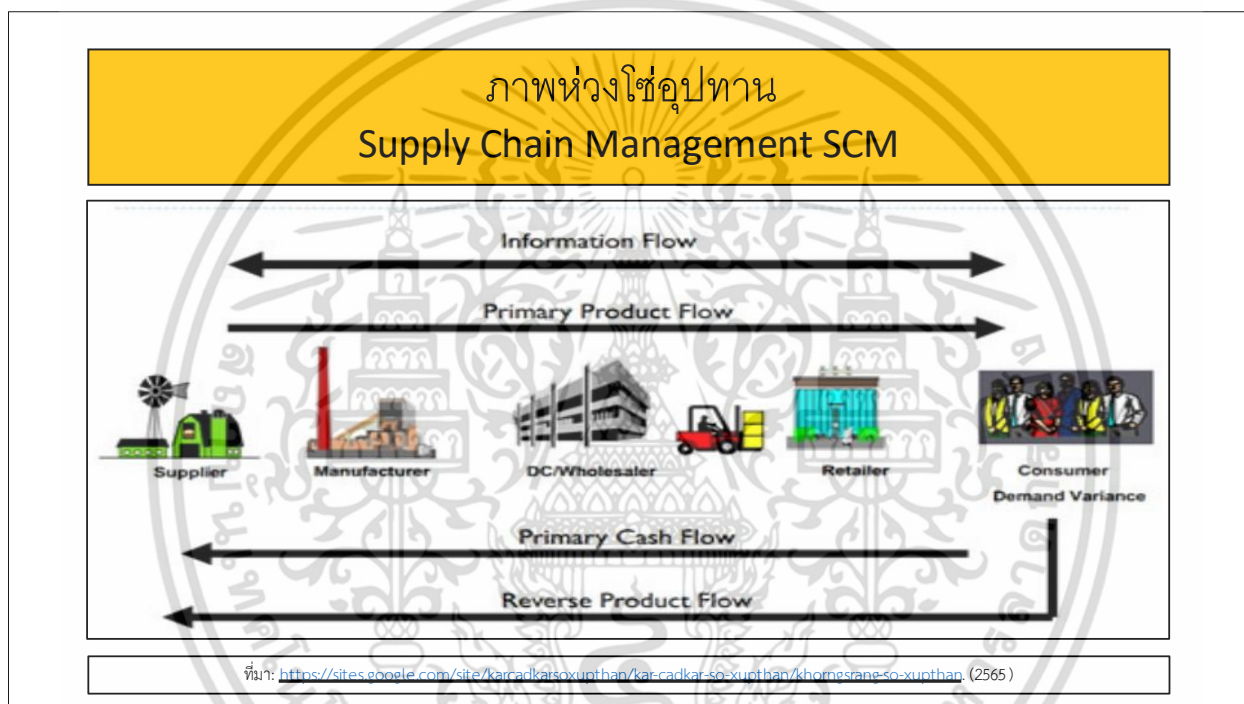 ภาพห่วงโซ่อุปทาน
Supply Chain Management SCM
Information Flow
Primary Product Flow
Supplier
Manufacturer
DC/Wholesaler
Retailer
Consumer
Demand Variance
Primary Cash Flow
Reverse Product Flow
ที่มา: https://sites.google.com/site/karcadkarsoxupthan/kar-cadkar-so-xupthan/khorngsrang-so-xupthan. (2565)